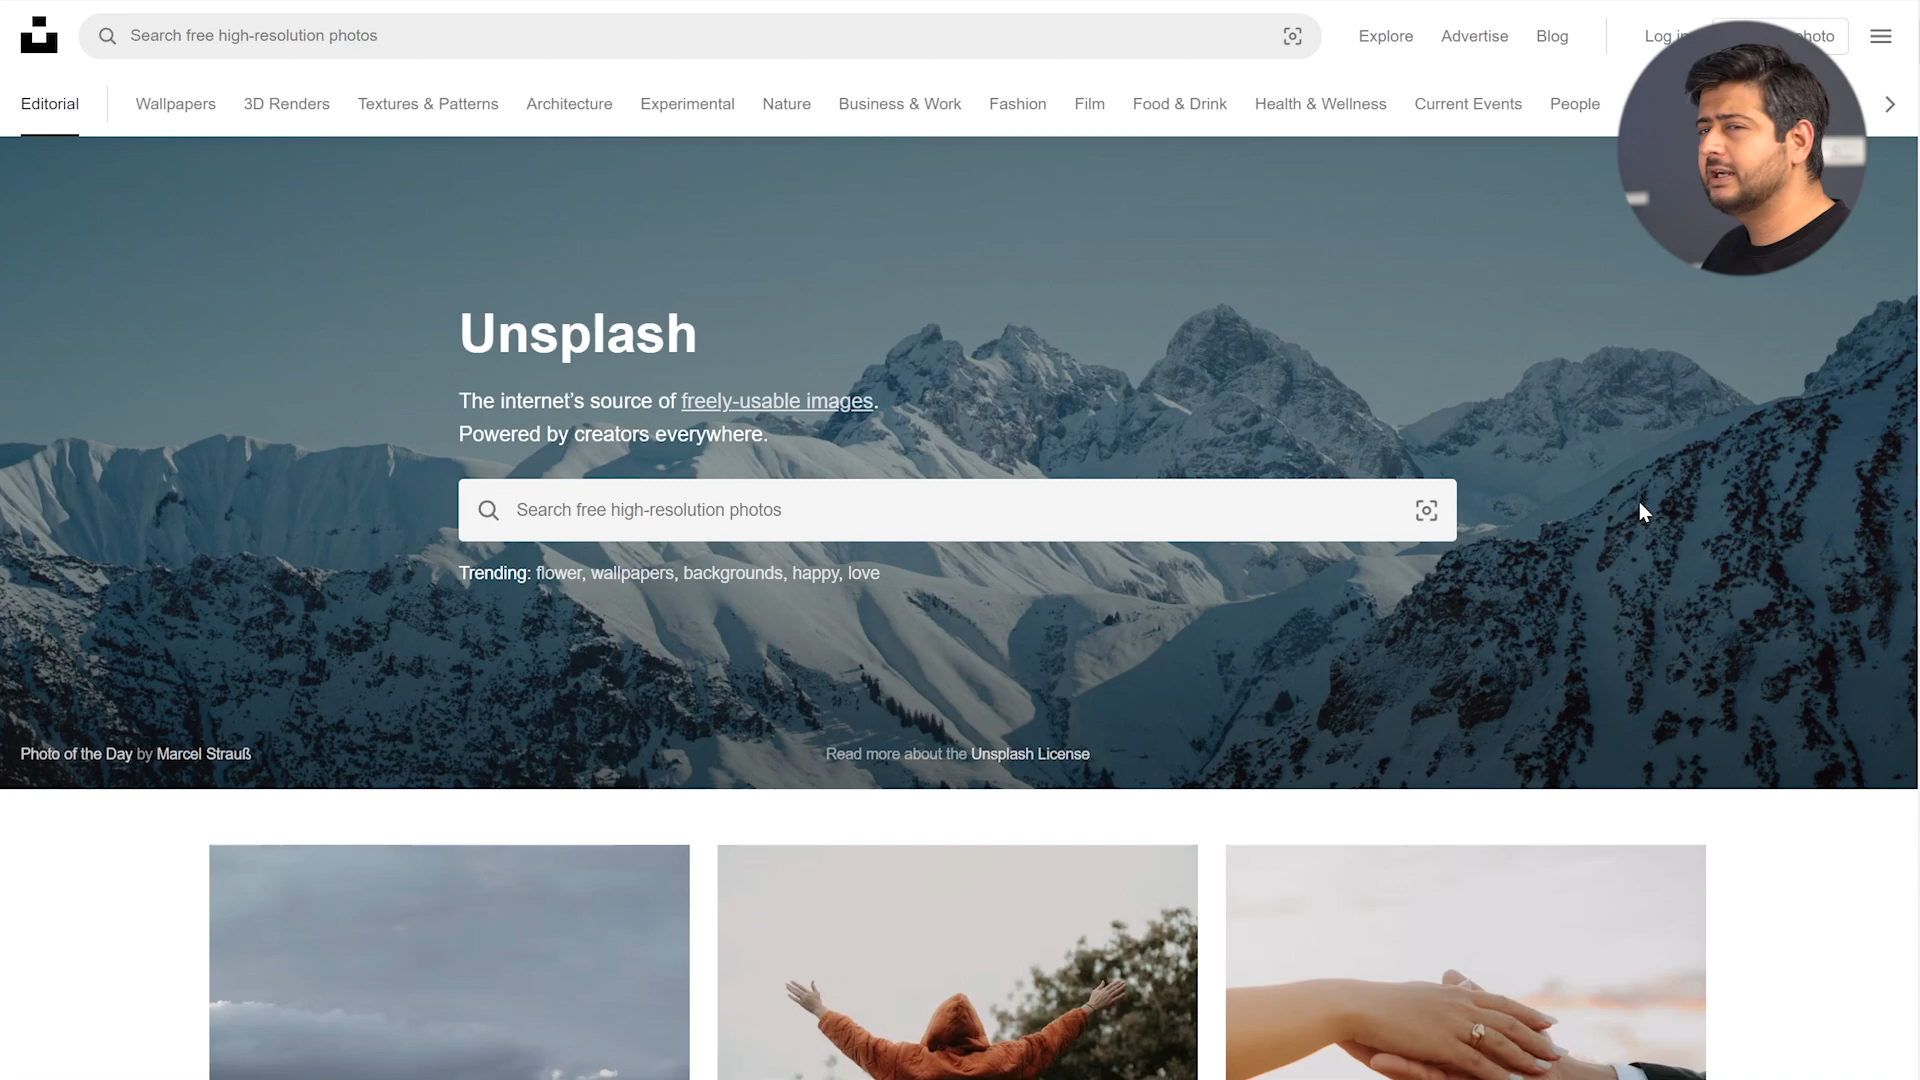 Search free high-resolution photos
Explore Advertise Blog Log
Editorial Wallpapers 3D Renders Textures & Patterns Architecture Experimental Nature Business & Work Fashion Film Food & Drink Health & Wellness Current Events People
Unsplash
The internet's source of freely-usable images.
Powered by creators everywhere.
Search free high-resolution photos
Trending: flower, wallpapers, backgrounds, happy, love
Photo of the Day by Marcel Strauß
Read more about the Unsplash License